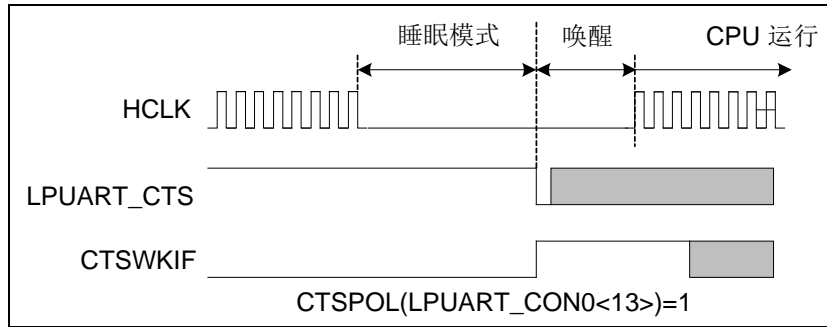 睡眠模式 唤醒 CPU 运行
HCLK
LPUART_CTS
CTSWKIF
CTSPOL(LPUART_CON0<13>)=1